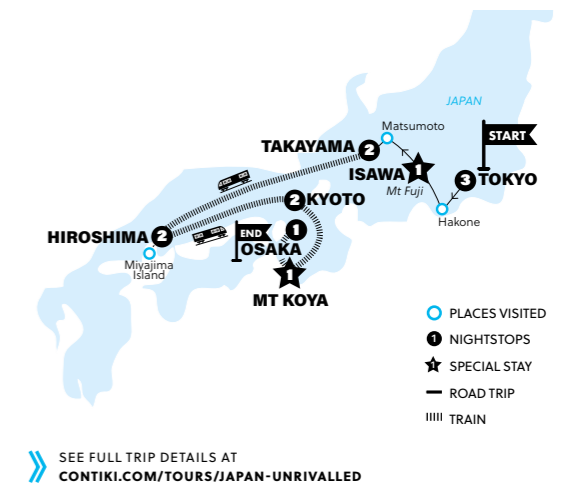 JAPAN
Matsumoto
START
TAKAYAMA 2
ISAWA 1
Mt Fuji
3 TOKYO
Hakone
2 KYOTO
HIROSHIMA 2
END
1
OSAKA
Miyajima
Island
1
MT KOYA
PLACES VISITED
1 NIGHTSTOPS
1 SPECIAL STAY
ROAD TRIP
TRAIN
SEE FULL TRIP DETAILS AT
CONTIKI.COM/TOURS/JAPAN-UNRIVALLED